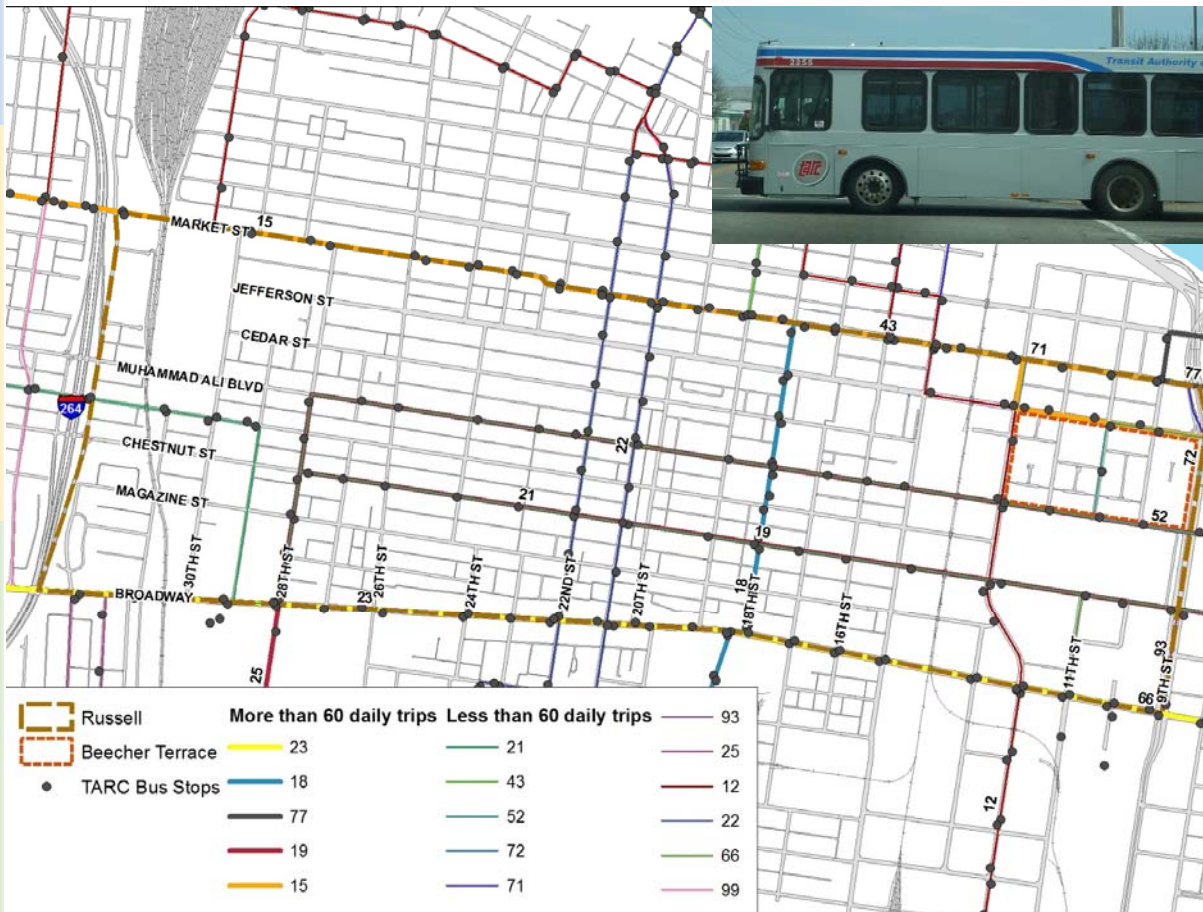 2255
Transit Authority
tarc
MARKET ST
15
JEFFERSON ST
CEDAR ST
MUHAMMAD ALI BLVD
264
CHESTNUT ST
MAGAZINE ST
43
71
77
72
22
21
52
19
30TH ST
28TH ST
26TH ST
24TH ST
22ND ST
20TH ST
18
18TH ST
16TH ST
11TH ST
93
9TH ST
BROADWAY
23
66
25
12
Russell
Beecher Terrace
TARC Bus Stops
More than 60 daily trips
23
18
77
19
15
Less than 60 daily trips
21
43
52
72
71
93
25
12
22
66
99